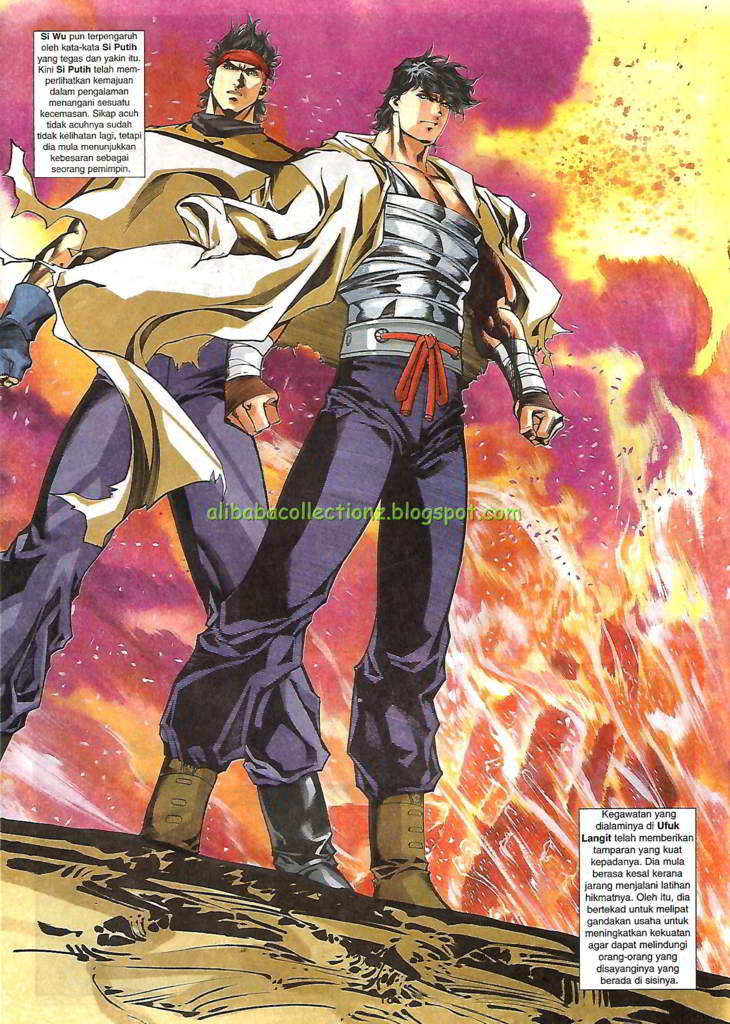 Si Wu pun terpengaruh
oleh kata-kata Si Putih
yang tegas dan yakin itu.
Kini Si Putih telah mem-
perlihatkan kemajuan
dalam pengalaman
menangani sesuatu
kecemasan. Sikap acuh
tidak acuhnya sudah
tidak kelihatan lagi, tetapi
dia mula menunjukkan
kebesaran sebagai
seorang pemimpin.
alibabacollectionz.blogspot.com
Kegawatan yang
dialaminya di Ufuk
Langit telah memberikan
tamparan yang kuat
kepadanya. Dia mula
berasa kesal kerana
jarang menjalani latihan
hikmatnya. Oleh itu, dia
bertekad untuk melipat
gandakan usaha untuk
meningkatkan kekuatan
agar dapat melindungi
orang-orang yang
disayanginya yang
berada di sisinya.